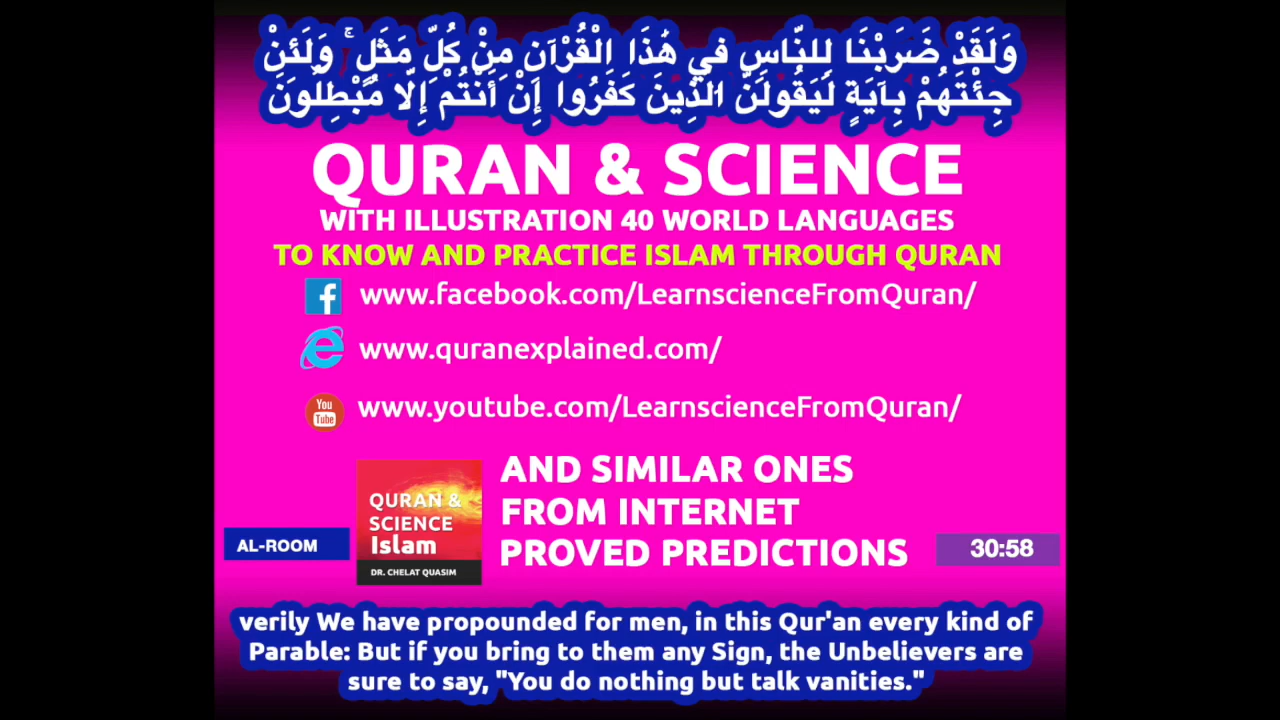 وَلَقَدْ ضَرَبْنَا لِلنَّاسِ فِي هَٰذَا الْقُرْآنِ مِنْ كُلِّ مَثَلٍ ۚ وَلَئِنْ
جِئْتَهُمْ بِآيَةٍ لَيَقُولَنَّ الَّذِينَ كَفَرُوا إِنْ أَنْتُمْ إِلَّا مُبْطِلُونَ
QURAN & SCIENCE
WITH ILLUSTRATION 40 WORLD LANGUAGES
TO KNOW AND PRACTICE ISLAM THROUGH QURAN
f www.facebook.com/LearnscienceFromQuran/
www.quranexplained.com/
You
Tube
www.youtube.com/LearnscienceFromQuran/
AND SIMILAR ONES
FROM INTERNET
PROVED PREDICTIONS
QURAN &
SCIENCE
Islam
DR. CHELAT QUASIM
AL-ROOM
30:58
verily We have propounded for men, in this Qur'an every kind of
Parable: But if you bring to them any Sign, the Unbelievers are
sure to say, "You do nothing but talk vanities."